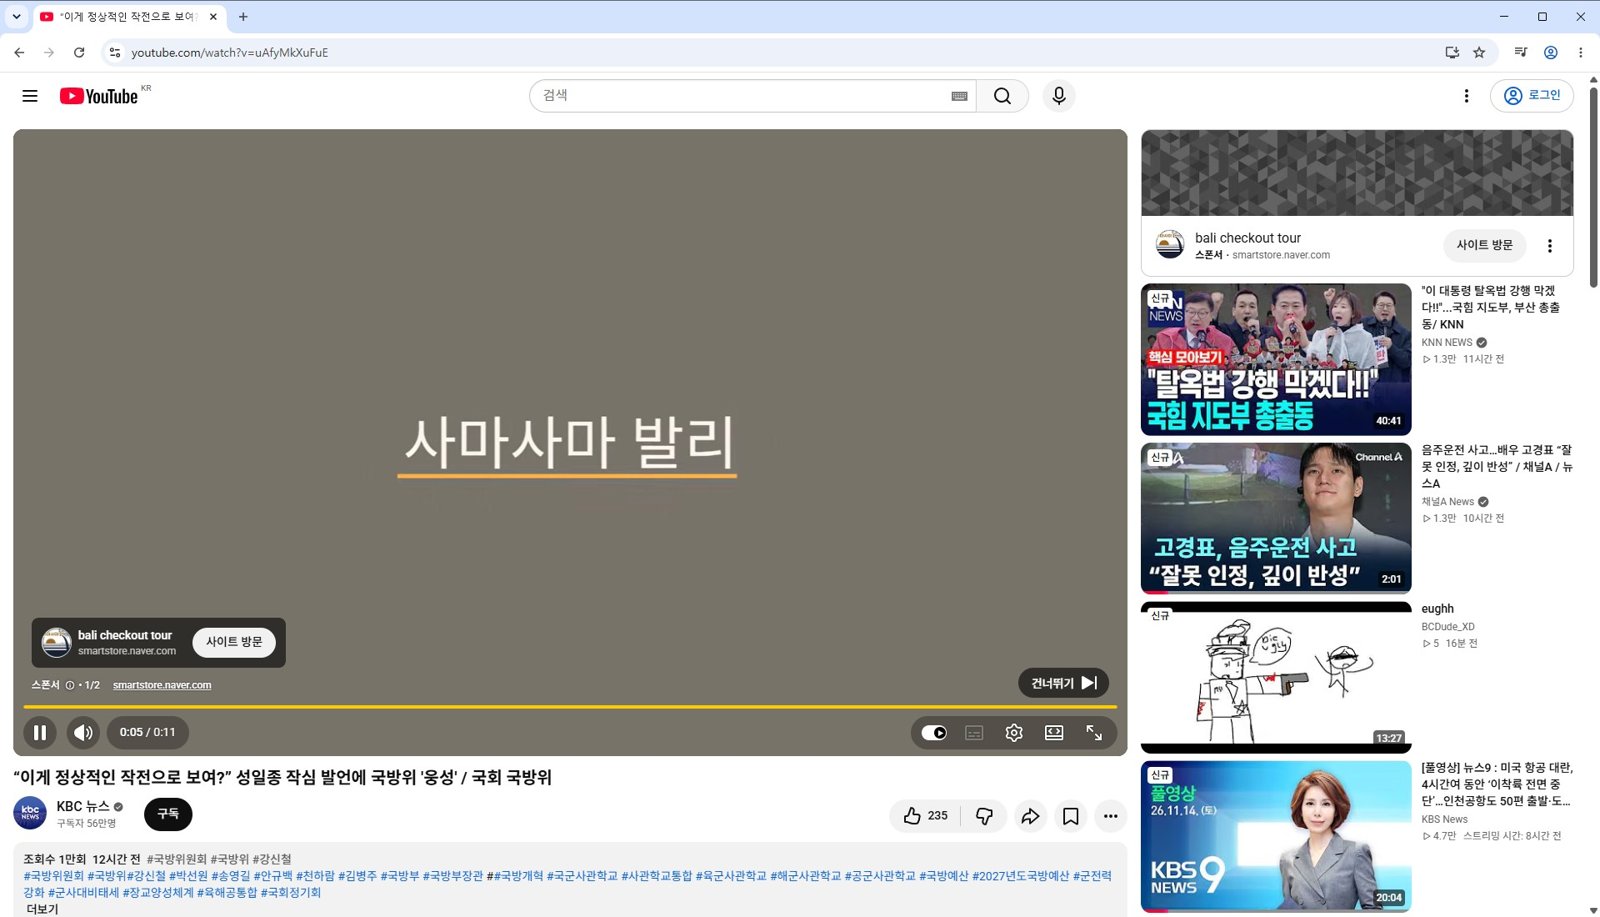 "이게 정상적인 작전으로 보여?
youtube.com/watch?v=uAfyMkXuFuE
YouTube KR
검색
로그인
사마사마 발리
bali checkout tour
smartstore.naver.com
사이트 방문
스폰서 • 1/2 smartstore.naver.com
건너뛰기
0:05 / 0:11
“이게 정상적인 작전으로 보여?” 성일종 작심 발언에 국방위 '웅성' / 국회 국방위
kbc NEWS
KBC 뉴스
구독자 56만명
구독
235
조회수 1만회 12시간 전 #국방위원회 #국방위 #강신철
#국방위원회 #국방위#강신철 #박선원 #송영길 #안규백 #천하람 #김병주 #국방부 #국방부장관 ##국방개혁 #국군사관학교 #사관학교통합 #육군사관학교 #해군사관학교 #공군사관학교 #국방예산 #2027년도국방예산 #군전력
강화 #군사대비태세 #장교양성체계 #육해공통합 #국회정기회
더보기
bali checkout tour
스폰서 · smartstore.naver.com
사이트 방문
신규
KNN NEWS
핵심 모아보기
"탈옥법 강행 막겠다!!"
국힘 지도부 총출동
40:41
"이 대통령 탈옥법 강행 막겠
다!!"...국힘 지도부, 부산 총출
동/ KNN
KNN NEWS
1.3만 11시간 전
신규
Channel A
고경표, 음주운전 사고
“잘못 인정, 깊이 반성”
2:01
음주운전 사고…배우 고경표 “잘
못 인정, 깊이 반성” / 채널A / 뉴
스A
채널A News
1.3만 10시간 전
신규
Die ugly
13:27
eughh
BCDude_XD
5 16분 전
신규
풀영상
26.11.14.(토)
KBS NEWS 9
20:04
[풀영상] 뉴스9 : 미국 항공 대란,
4시간여 동안 ‘이착륙 전면 중
단’…인천공항도 50편 출발·도...
KBS News
4.7만 스트리밍 시간: 8시간 전